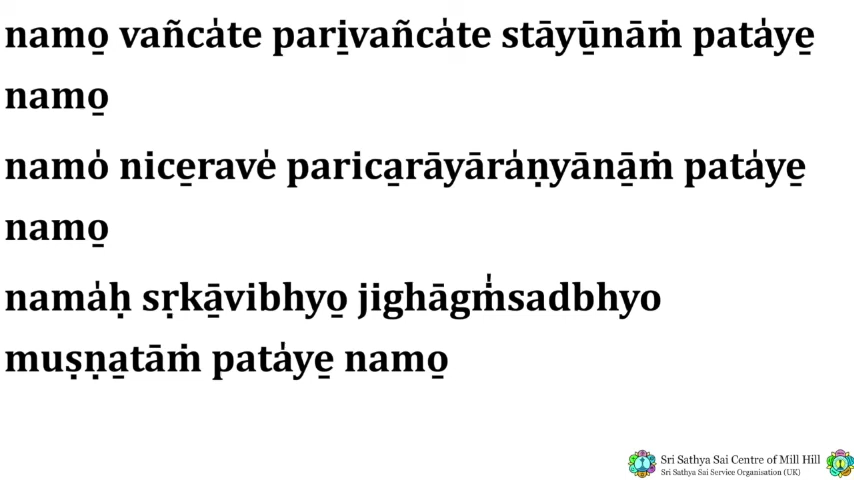 namo̱ vañca̍te pari̱vañca̍te stāyū̱nāṁ pata̍ye̱
namo̱
namo̍ nice̱rave̍ parica̱rāyāra̍ṇyānā̱ṁ pata̍ye̱
namo̱
nama̍ḥ sṛkā̱vibhyo̱ jighāgm̍̇sadbhyo
muṣṇa̱tāṁ pata̍ye̱ namo̱
Sri Sathya Sai Centre of Mill Hill
Sri Sathya Sai Service Organisation (UK)